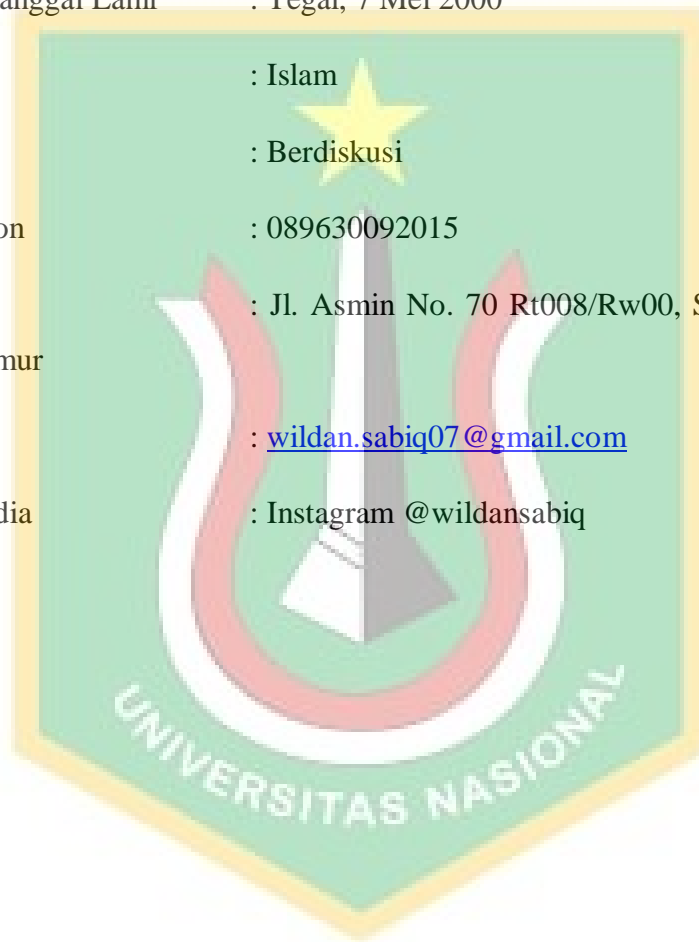 anggal Lahir : Tegal, 7 Mei 2000
: Islam
: Berdiskusi
on : 089630092015
: Jl. Asmin No. 70 Rt008/Rw00, S
mur
: wildan.sabiq07@gmail.com
dia : Instagram @wildansabiq
UNIVERSITAS NASIONAL